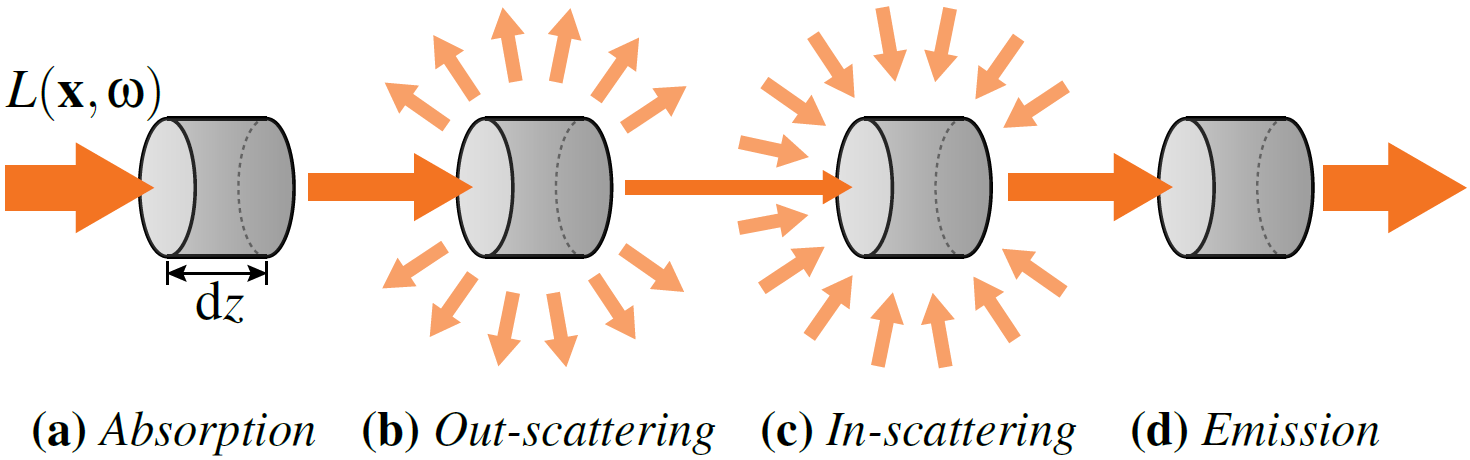 L(x, ω)
dz
(a) Absorption
(b) Out-scattering
(c) In-scattering
(d) Emission